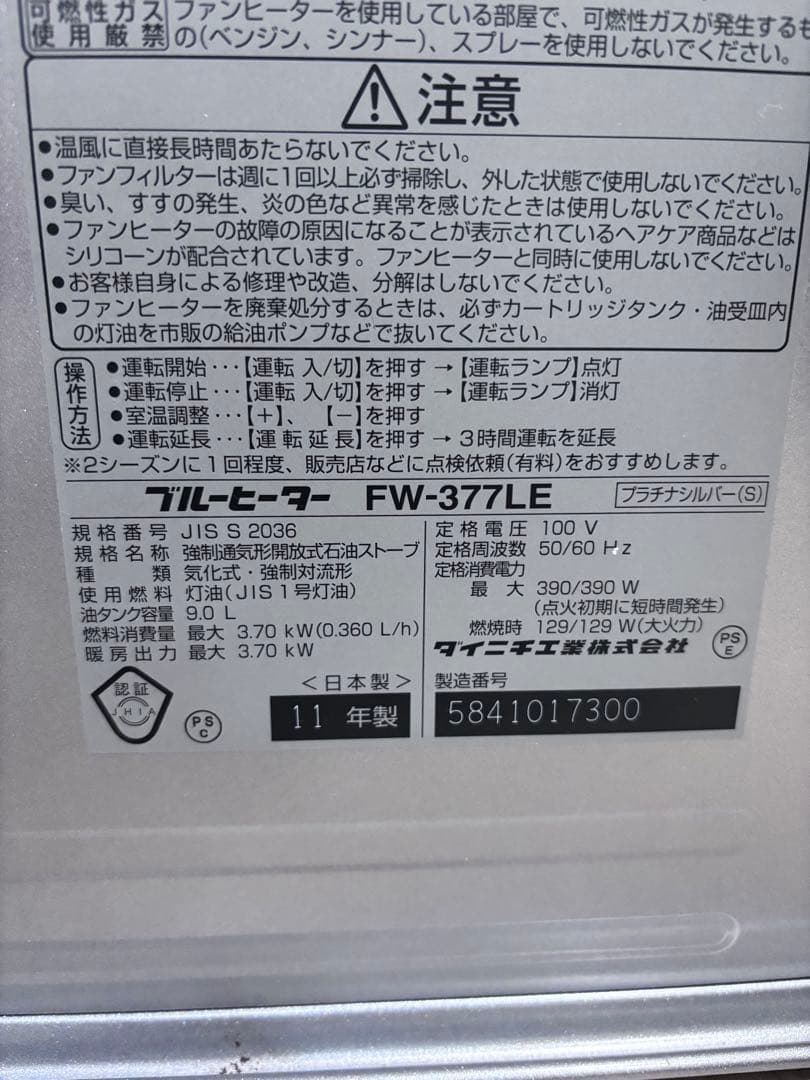 可燃性ガス
使用厳禁
ファンヒーターを使用している部屋で、可燃性ガスが発生するも
の(ベンジン、シンナー)、スプレーを使用しないでください。
注意
●温風に直接長時間あたらないでください。
●ファンフィルターは週に1回以上必ず掃除し、外した状態で使用しないでください。
●臭い、すすの発生、炎の色など異常を感じたときは使用しないでください。
●ファンヒーターの故障の原因になることが表示されているヘアケア商品などは
シリコーンが配合されています。ファンヒーターと同時に使用しないでください。
●お客様自身による修理や改造、分解はしないでください。
●ファンヒーターを廃棄処分するときは、必ずカートリッジタンク・油受皿内
の灯油を市販の給油ポンプなどで抜いてください。
操作方法
●運転開始・・・【運転 入/切】を押す → 【運転ランプ】点灯
●運転停止・・・【運転 入/切】を押す → 【運転ランプ】消灯
●室温調整・・・【+】、【-】を押す
●運転延長・・・【運転延長】を押す → 3時間運転を延長
※2シーズンに1回程度、販売店などに点検依頼(有料)をおすすめします。
ブルーヒーター FW-377LE プラチナシルバー(S)
規格番号 JIS S 2036
規格名称 強制通気形開放式石油ストーブ
種類 気化式・強制対流形
使用燃料 灯油(JIS1号灯油)
油タンク容量 9.0 L
燃料消費量 最大 3.70 kW(0.360 L/h)
暖房出力 最大 3.70 kW
定格電圧 100 V
定格周波数 50/60 Hz
定格消費電力
最大 390/390 W
(点火初期に短時間発生)
燃焼時 129/129 W(大火力)
ダイニチ工業株式会社
PS
E
認証
JHIA
PS
C
<日本製>
11 年製
製造番号
5841017300